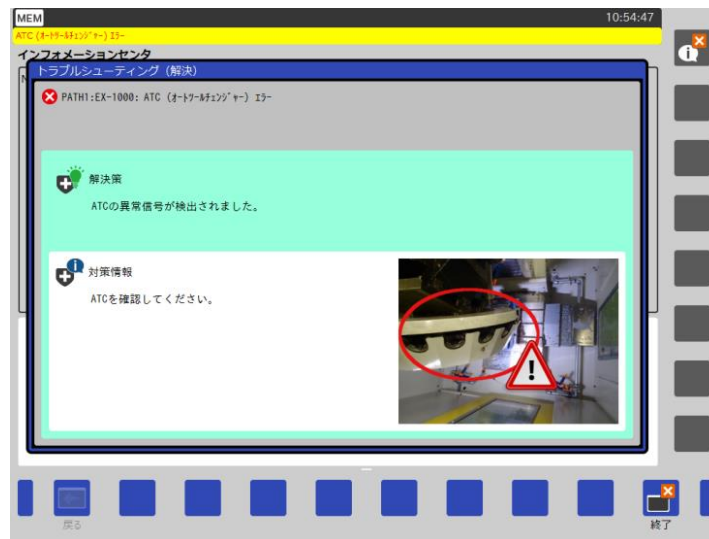 MEM
10:54:47
ATC (ｵｰﾄﾂｰﾙﾁｪﾝｼﾞｬｰ) ｴﾗｰ
インフォメーションセンタ
トラブルシューティング (解決)
PATH1:EX-1000: ATC (ｵｰﾄﾂｰﾙﾁｪﾝｼﾞｬｰ) ｴﾗｰ
解決策
ATCの異常信号が検出されました。
対策情報
ATCを確認してください。
戻る
終了